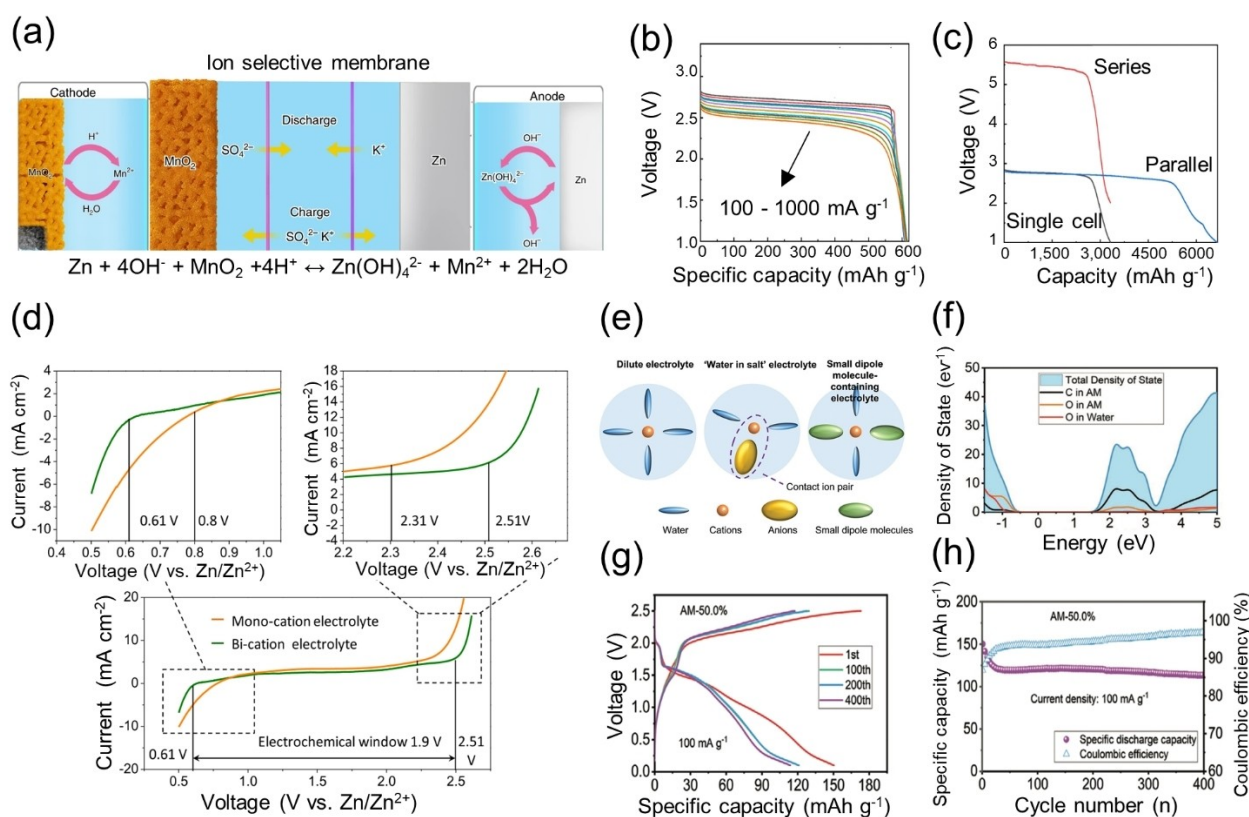 (a)
Ion selective membrane
Cathode
H⁺
MnO₂
Mn²⁺
H₂O
MnO₂
Discharge
SO₄²⁻
K⁺
Charge
SO₄²⁻ K⁺
Zn
Anode
OH⁻
Zn(OH)₄²⁻
Zn
OH⁻
Zn + 4OH⁻ + MnO₂ +4H⁺ ↔ Zn(OH)₄²⁻ + Mn²⁺ + 2H₂O
(b)
Voltage (V)
3.0
2.5
2.0
1.5
1.0
100 - 1000 mA g⁻¹
0 100 200 300 400 500 600
Specific capacity (mAh g⁻¹)
(c)
Voltage (V)
6
5
4
3
2
1
Series
Parallel
Single cell
0 1,500 3000 4500 6000
Capacity (mAh g⁻¹)
(d)
Current (mA cm⁻²)
4
2
0
-2
-4
-6
-8
-10
0.61 V
0.8 V
0.4 0.5 0.6 0.7 0.8 0.9 1.0
Voltage (V vs. Zn/Zn²⁺)
Current (mA cm⁻²)
18
16
14
12
10
8
6
4
2
0
-2
-4
2.31 V
2.51V
2.2 2.3 2.4 2.5 2.6
Voltage (V vs. Zn/Zn²⁺)
Current (mA cm⁻²)
20
10
0
-10
-20
Mono-cation electrolyte
Bi-cation electrolyte
0.61 V
Electrochemical window 1.9 V
2.51
V
0.5 1.0 1.5 2.0 2.5
Voltage (V vs. Zn/Zn²⁺)
(e)
Dilute electrolyte
'Water in salt' electrolyte
Small dipole
molecule-
containing
electrolyte
Contact ion pair
Water
Cations
Anions
Small dipole molecules
(f)
Density of State (ev⁻¹)
60
50
40
30
20
10
0
Total Density of State
C in AM
O in AM
O in Water
-1 0 1 2 3 4 5
Energy (eV)
(g)
Voltage (V)
3.0
2.5
2.0
1.5
1.0
0.5
0.0
AM-50.0%
1st
100th
200th
400th
100 mA g⁻¹
0 30 60 90 120 150 180
Specific capacity (mAh g⁻¹)
(h)
Specific capacity (mAh g⁻¹)
200
150
100
50
0
AM-50.0%
Current density: 100 mA g⁻¹
Specific discharge capacity
Coulombic efficiency
0 100 200 300 400
Cycle number (n)
100
90
80
70
60
Coulombic efficiency (%)